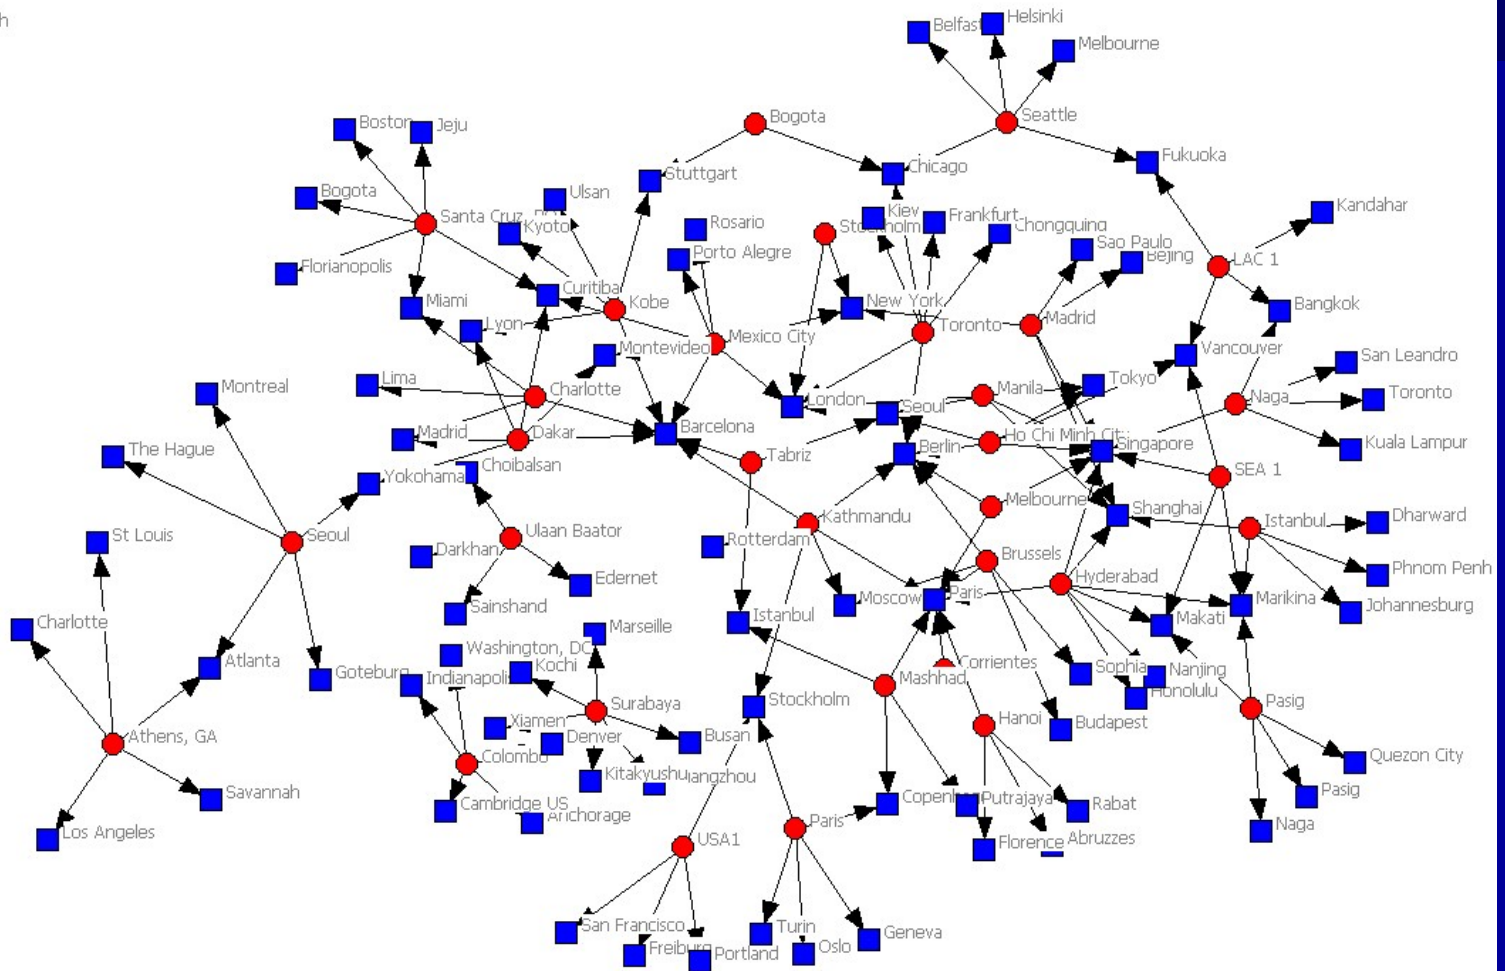 h
Belfast
Helsinki
Melbourne
Seattle
Bogota
Boston
Jeju
Fukuoka
Chicago
Stuttgart
Bogota
Ulsan
Kandahar
Santa Cruz,
Kyoto
Rosario
Kiev
Stockholm
Frankfurt
Chongquing
Sao Paulo
Beijing
Porto Alegre
LAC 1
Florianopolis
Curitiba
Miami
Kobe
New York
Bangkok
Lyon
Mexico City
Toronto
Madrid
Montevideo
Vancouver
San Leandro
Lima
Charlotte
Manila
Tokyo
Montreal
London
Seoul
Naga
Toronto
Madrid
Dakar
Barcelona
Ho Chi Minh City
Singapore
Kuala Lampur
The Hague
Choibalsan
Tabriz
Berlin
Yokohama
SEA 1
Melbourne
Shanghai
Dharward
Kathmandu
Istanbul
St Louis
Seoul
Ulaan Baator
Rotterdam
Darkhan
Brussels
Phnom Penh
Edernet
Hyderabad
Moscow
Paris
Marikina
Johannesburg
Sainshand
Istanbul
Makati
Charlotte
Marseille
Washington, DC
Atlanta
Kochi
Corrientes
Sophia
Nanjing
Goteburg
Indianapolis
Mashhad
Honolulu
Surabaya
Stockholm
Pasig
Xiamen
Hanoi
Budapest
Athens, GA
Denver
Busan
Colombo
Quezon City
Kitakyushu
angzhou
Savannah
Cambridge US
Copenhag
Putrajaya
Rabat
Pasig
Anchorage
Los Angeles
USA1
Paris
Florence
Abruzzes
Naga
San Francisco
Turin
Geneva
Freiburg
Portland
Oslo